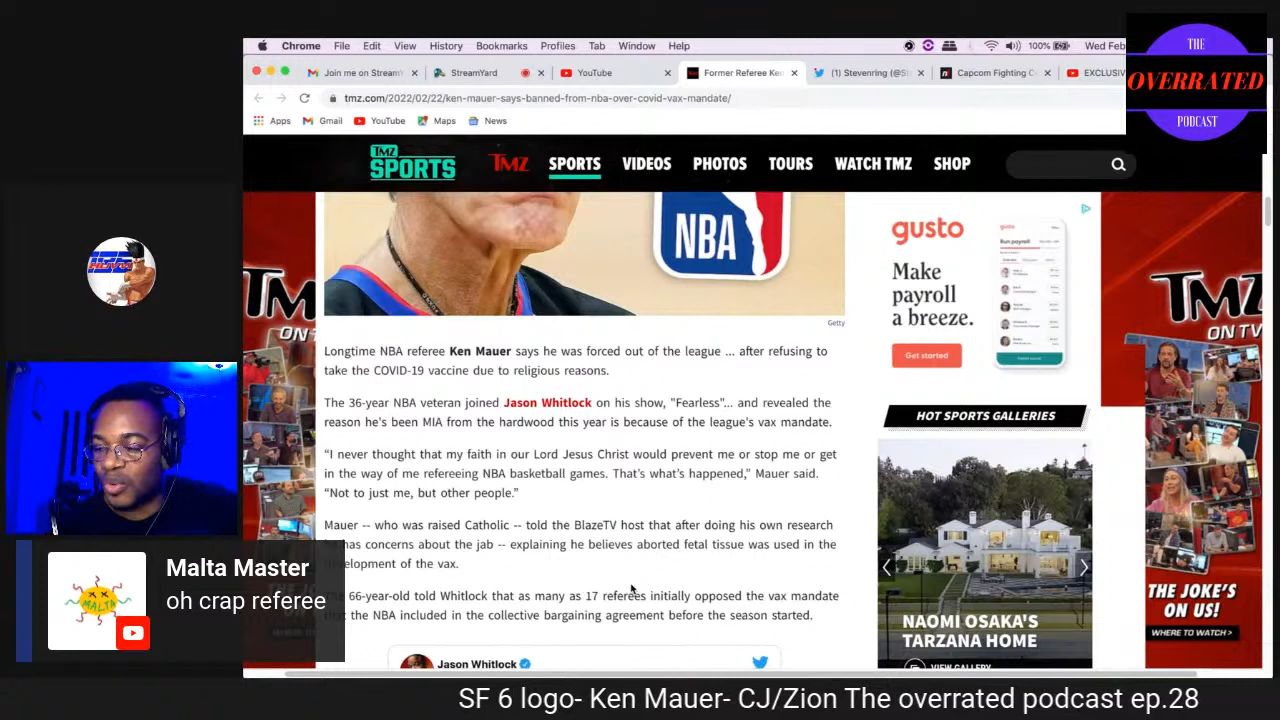 Chrome File Edit View History Bookmarks Profiles Tab Window Help
100% Wed Feb
THE
OVERRATED
PODCAST
Join me on StreamY
StreamYard
YouTube
Former Referee Ken
(1) Stevenring (@St
Capcom Fighting C
EXCLUSIV
tmz.com/2022/02/22/ken-mauer-says-banned-from-nba-over-covid-vax-mandate/
Apps Gmail YouTube Maps News
TMZ
SPORTS
TMZ SPORTS VIDEOS PHOTOS TOURS WATCH TMZ SHOP
NBA
Getty
Longtime NBA referee Ken Mauer says he was forced out of the league ... after refusing to
take the COVID-19 vaccine due to religious reasons.
The 36-year NBA veteran joined Jason Whitlock on his show, "Fearless"... and revealed the
reason he's been MIA from the hardwood this year is because of the league's vax mandate.
“I never thought that my faith in our Lord Jesus Christ would prevent me or stop me or get
in the way of me refereeing NBA basketball games. That’s what’s happened,” Mauer said.
“Not to just me, but other people.”
Mauer -- who was raised Catholic -- told the BlazeTV host that after doing his own research
has concerns about the jab -- explaining he believes aborted fetal tissue was used in the
elopment of the vax.
66-year-old told Whitlock that as many as 17 referees initially opposed the vax mandate
the NBA included in the collective bargaining agreement before the season started.
Jason Whitlock
gusto
Make
payroll
a breeze.
Get started
Run payroll
HOT SPORTS GALLERIES
NAOMI OSAKA'S
TARZANA HOME
VIEW GALLERY
TM
ON T
TMZ
ON TV
THE JOKE'S
ON US!
WHERE TO WATCH >
Malta Master
oh crap referee
MALTA
SF 6 logo- Ken Mauer- CJ/Zion The overrated podcast ep.28